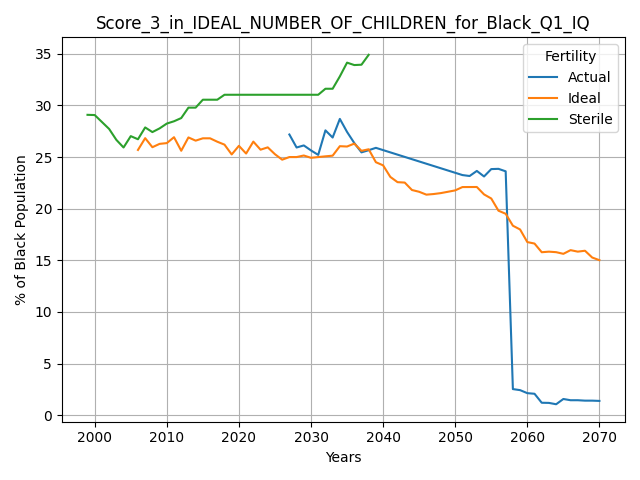 Score_3_in_IDEAL_NUMBER_OF_CHILDREN_for_Black_Q1_IQ
Fertility
Actual
Ideal
Sterile
% of Black Population
35
30
25
20
15
10
5
0
2000 2010 2020 2030 2040 2050 2060 2070
Years